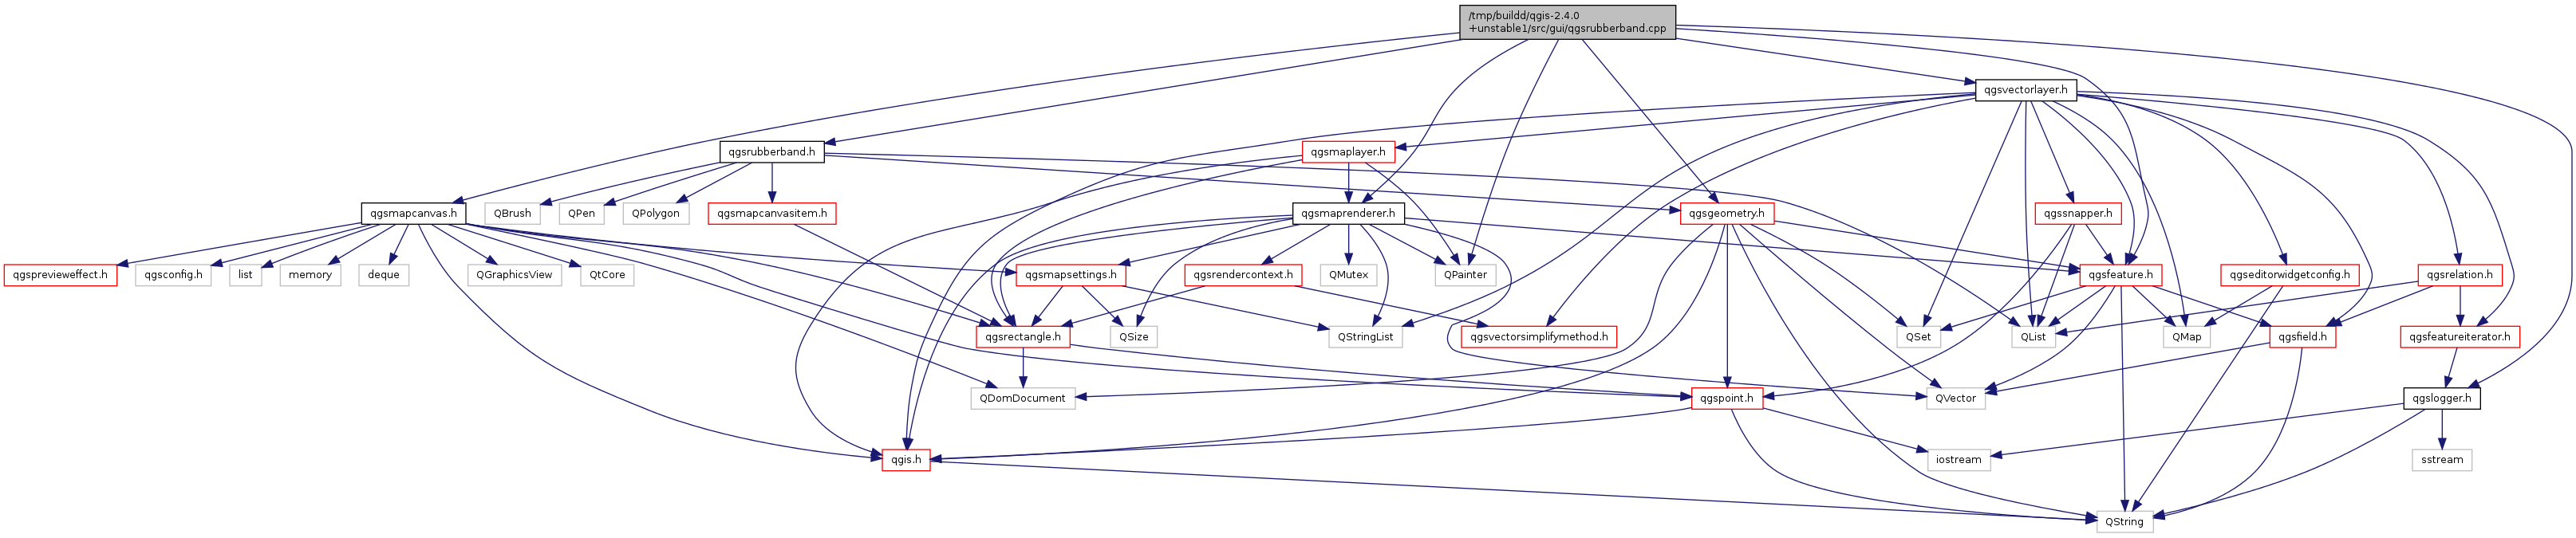 /tmp/buildd/qgis-2.4.0
+unstable1/src/gui/qgsrubberband.cpp
qgsvectorlayer.h
qgsrubberband.h
qgsmaplayer.h
qgsmapcanvas.h
QBrush
QPen
QPolygon
qgsmapcanvasitem.h
qgsmaprenderer.h
qgsgeometry.h
qgssnapper.h
qgspreviewеffect.h
qgsconfig.h
list
memory
deque
QGraphicsView
QtCore
qgsmapsettings.h
qgsrendercontext.h
QMutex
QPainter
qgsfeature.h
qgseditorwidgetconfig.h
qgsrelation.h
qgsrectangle.h
QSize
QStringList
qgsvectorsimplifymethod.h
QSet
QList
QMap
qgsfield.h
qgsfeatureiterator.h
QDomDocument
qgspoint.h
QVector
qgslogger.h
qgis.h
iostream
sstream
QString